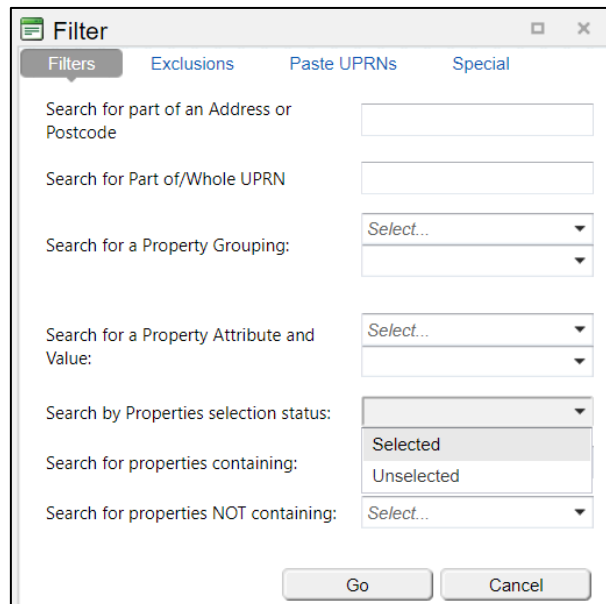 Filter
Filters Exclusions Paste UPRNs Special
Search for part of an Address or
Postcode
Search for Part of/Whole UPRN
Select...
Search for a Property Grouping:
Select...
Search for a Property Attribute and
Value:
Search by Properties selection status:
Selected
Search for properties containing:
Unselected
Search for properties NOT containing: Select...
Go Cancel